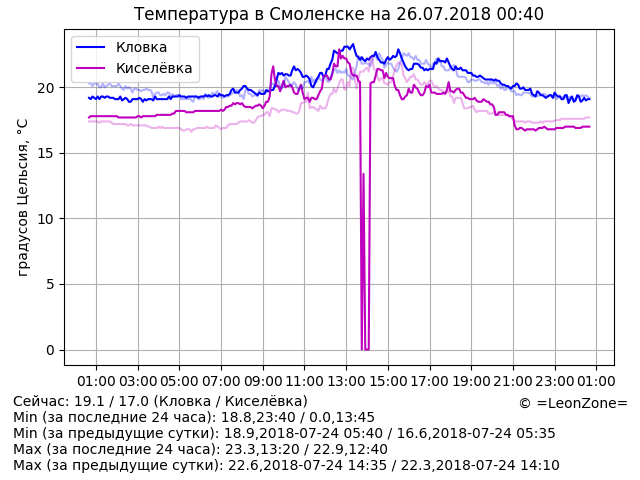 Температура в Смоленске на 26.07.2018 00:40
Кловка
Киселёвка
градусов Цельсия, °C
20
15
10
5
0
01:00 03:00 05:00 07:00 09:00 11:00 13:00 15:00 17:00 19:00 21:00 23:00 01:00
Сейчас: 19.1 / 17.0 (Кловка / Киселёвка)
© =LeonZone=
Min (за последние 24 часа): 18.8,23:40 / 0.0,13:45
Min (за предыдущие сутки): 18.9,2018-07-24 05:40 / 16.6,2018-07-24 05:35
Max (за последние 24 часа): 23.3,13:20 / 22.9,12:40
Max (за предыдущие сутки): 22.6,2018-07-24 14:35 / 22.3,2018-07-24 14:10